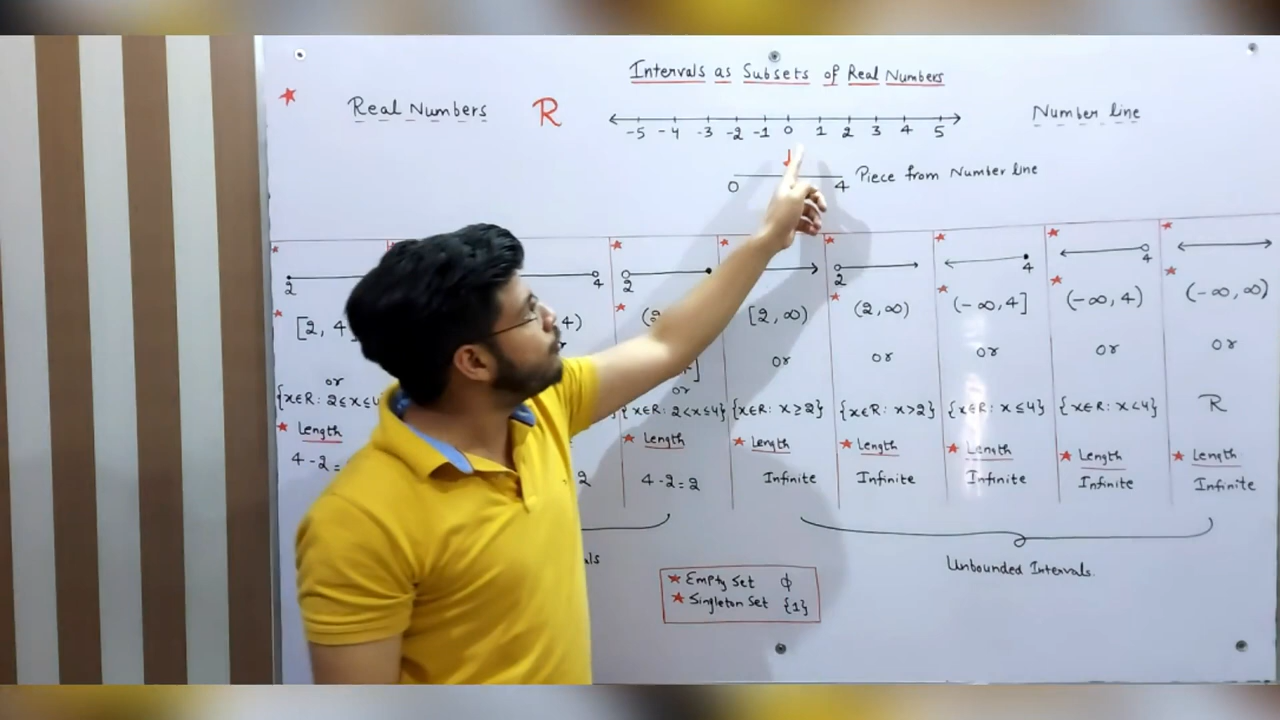 Intervals as Subsets of Real Numbers
Real Numbers R
-5 -4 -3 -2 -1 0 1 2 3 4 5
Number line
0 4 Piece from Number line
2
[2, 4
or
{x∈R: 2≤x≤4
Length
4-2=
4
4)
2
2
(2
]
or
{x∈R: 2<x≤4}
Length
4-2=2
[2,∞)
or
{x∈R: x≥2}
Length
Infinite
2
(2,∞)
or
{x∈R: x>2}
Length
Infinite
4
(-∞,4]
or
{x∈R: x≤4}
Length
Infinite
4
(-∞,4)
or
{x∈R: x<4}
Length
Infinite
(-∞,∞)
or
R
Length
Infinite
Unbounded Intervals.
Empty Set ϕ
Singleton Set {1}